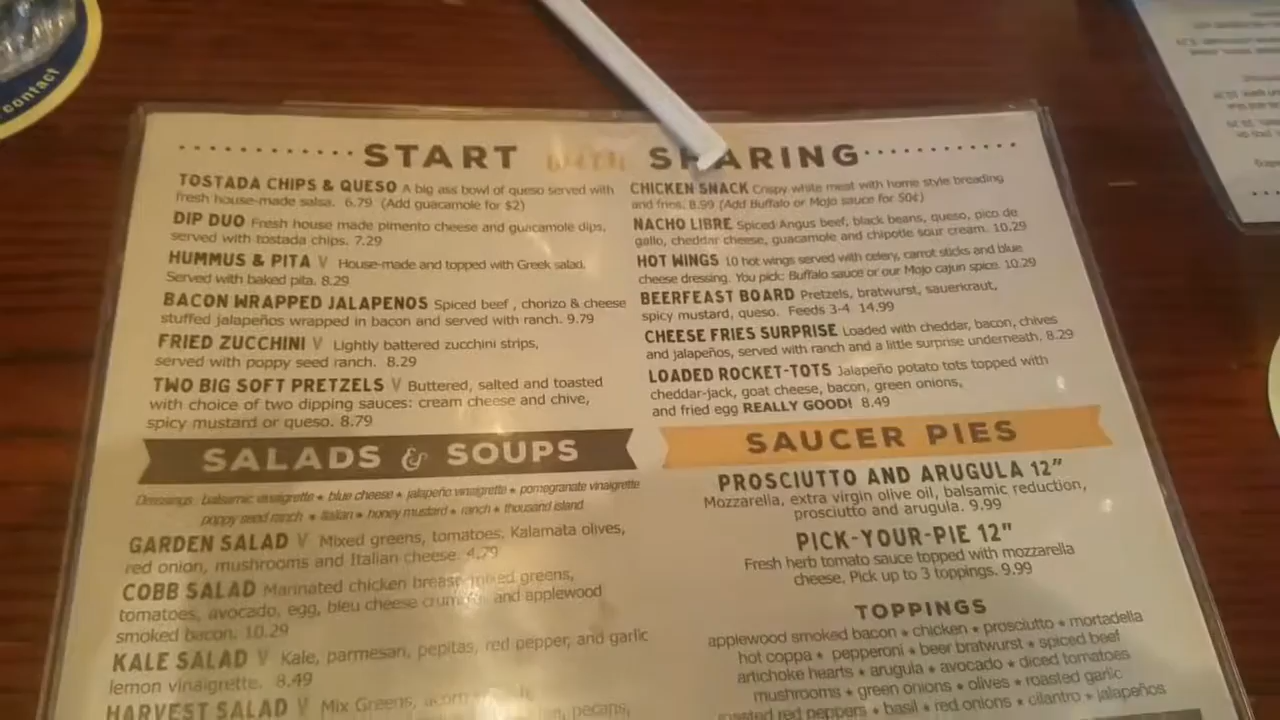 contact
START WITH SHARING
TOSTADA CHIPS & QUESO A big ass bowl of queso served with
fresh house-made salsa. 6.79 (Add guacamole for $2)
DIP DUO Fresh house made pimento cheese and guacamole dips,
served with tostada chips. 7.29
HUMMUS & PITA V House-made and topped with Greek salad.
Served with baked pita. 8.29
BACON WRAPPED JALAPENOS Spiced beef , chorizo & cheese
stuffed jalapeños wrapped in bacon and served with ranch. 9.79
FRIED ZUCCHINI V Lightly battered zucchini strips,
served with poppy seed ranch. 8.29
TWO BIG SOFT PRETZELS V Buttered, salted and toasted
with choice of two dipping sauces: cream cheese and chive,
spicy mustard or queso. 8.79
CHICKEN SNACK Crispy white meat with home style breading
and fries. 8.99 (Add Buffalo or Mojo sauce for 50¢)
NACHO LIBRE Spiced Angus beef, black beans, queso, pico de
gallo, cheddar cheese, guacamole and chipotle sour cream. 10.29
HOT WINGS 10 hot wings served with celery, carrot sticks and blue
cheese dressing. You pick: Buffalo sauce or our Mojo cajun spice. 10.29
BEERFEAST BOARD Pretzels, bratwurst, sauerkraut,
spicy mustard, queso. Feeds 3-4 14.99
CHEESE FRIES SURPRISE Loaded with cheddar, bacon, chives
and jalapeños, served with ranch and a little surprise underneath. 8.29
LOADED ROCKET-TOTS Jalapeño potato tots topped with
cheddar-jack, goat cheese, bacon, green onions,
and fried egg REALLY GOOD! 8.49
SALADS & SOUPS
Dressings: balsamic vinaigrette • blue cheese • jalapeño vinaigrette • pomegranate vinaigrette
poppy seed ranch • Italian • honey mustard • ranch • thousand island
GARDEN SALAD V Mixed greens, tomatoes, Kalamata olives,
red onion, mushrooms and Italian cheese. 4.79
COBB SALAD Marinated chicken breast, mixed greens,
tomatoes, avocado, egg, bleu cheese crumbles and applewood
smoked bacon. 10.29
KALE SALAD V Kale, parmesan, pepitas, red pepper, and garlic
lemon vinaigrette. 8.49
HARVEST SALAD V Mix Greens, acorn pecans,
SAUCER PIES
PROSCIUTTO AND ARUGULA 12"
Mozzarella, extra virgin olive oil, balsamic reduction,
prosciutto and arugula. 9.99
PICK-YOUR-PIE 12"
Fresh herb tomato sauce topped with mozzarella
cheese. Pick up to 3 toppings. 9.99
TOPPINGS
applewood smoked bacon • chicken • prosciutto • mortadella
hot coppa • pepperoni • beer bratwurst • spiced beef
artichoke hearts • arugula • avocado • diced tomatoes
mushrooms • green onions • olives • roasted garlic
roasted red peppers • basil • red onions • cilantro • jalapeños